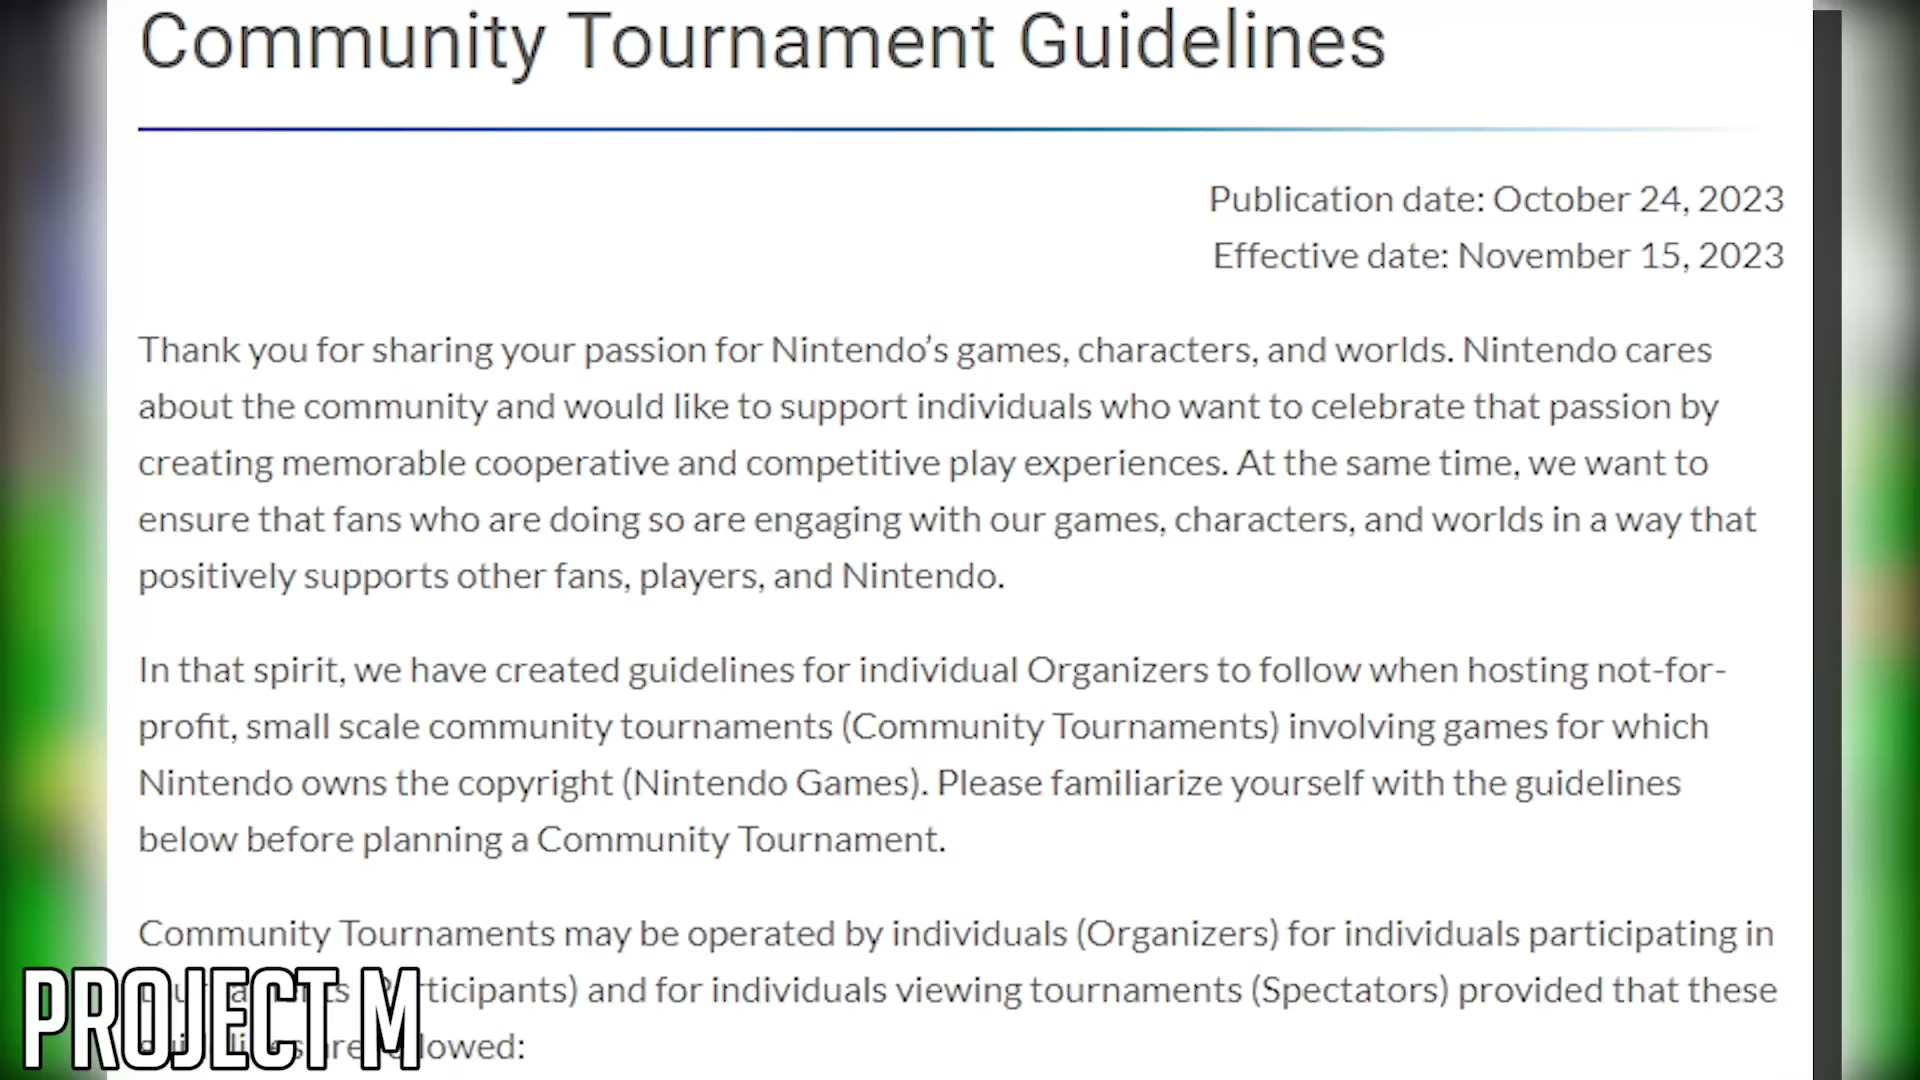 Community Tournament Guidelines
Publication date: October 24, 2023
Effective date: November 15, 2023
Thank you for sharing your passion for Nintendo’s games, characters, and worlds. Nintendo cares
about the community and would like to support individuals who want to celebrate that passion by
creating memorable cooperative and competitive play experiences. At the same time, we want to
ensure that fans who are doing so are engaging with our games, characters, and worlds in a way that
positively supports other fans, players, and Nintendo.
In that spirit, we have created guidelines for individual Organizers to follow when hosting not-for-
profit, small scale community tournaments (Community Tournaments) involving games for which
Nintendo owns the copyright (Nintendo Games). Please familiarize yourself with the guidelines
below before planning a Community Tournament.
Community Tournaments may be operated by individuals (Organizers) for individuals participating in
and for individuals viewing tournaments (Spectators) provided that these
PROJECT M